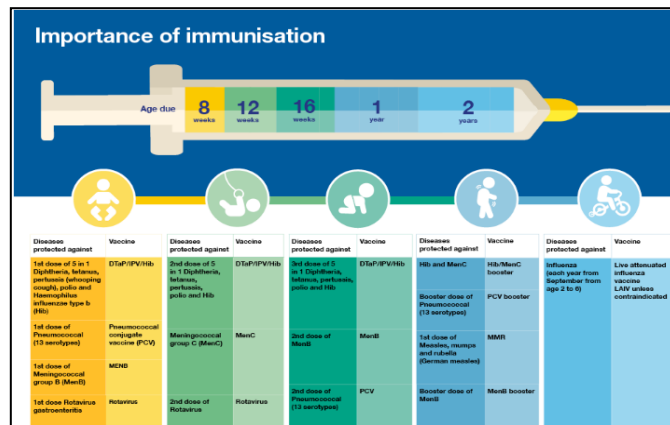 Importance of immunisation
Age due
8
weeks
12
weeks
16
weeks
1
year
2
years
Diseases
protected against
Vaccine
1st dose of 5 in 1
Diphtheria, tetanus,
pertussis (whooping
cough), polio and
Haemophilus
influenzae type b
(Hib)
DTaP/IPV/Hib
1st dose of
Pneumococcal
(13 serotypes)
Pneumococcal
conjugate
vaccine (PCV)
1st dose of
Meningococcal
group B (MenB)
MENB
1st dose Rotavirus
gastroenteritis
Rotavirus
Diseases
protected against
Vaccine
2nd dose of 5
in 1 Diphtheria,
tetanus,
pertussis,
polio and Hib
DTaP/IPV/Hib
Meningococcal
group C (MenC)
MenC
2nd dose of
Rotavirus
Rotavirus
Diseases
protected against
Vaccine
3rd dose of 5
in 1 Diphtheria,
tetanus, pertussis,
polio and Hib
DTaP/IPV/Hib
2nd dose of
MenB
MenB
2nd dose of
Pneumococcal
(13 serotypes)
PCV
Diseases
protected against
Vaccine
Hib and MenC
Hib/MenC
booster
Booster dose of
Pneumococcal
(13 serotypes)
PCV booster
1st dose of
Measles, mumps
and rubella
(German measles)
MMR
Booster dose of
MenB
MenB booster
Diseases
protected against
Vaccine
Influenza
(each year from
September from
age 2 to 6)
Live attenuated
influenza
vaccine
LAIV unless
contraindicated